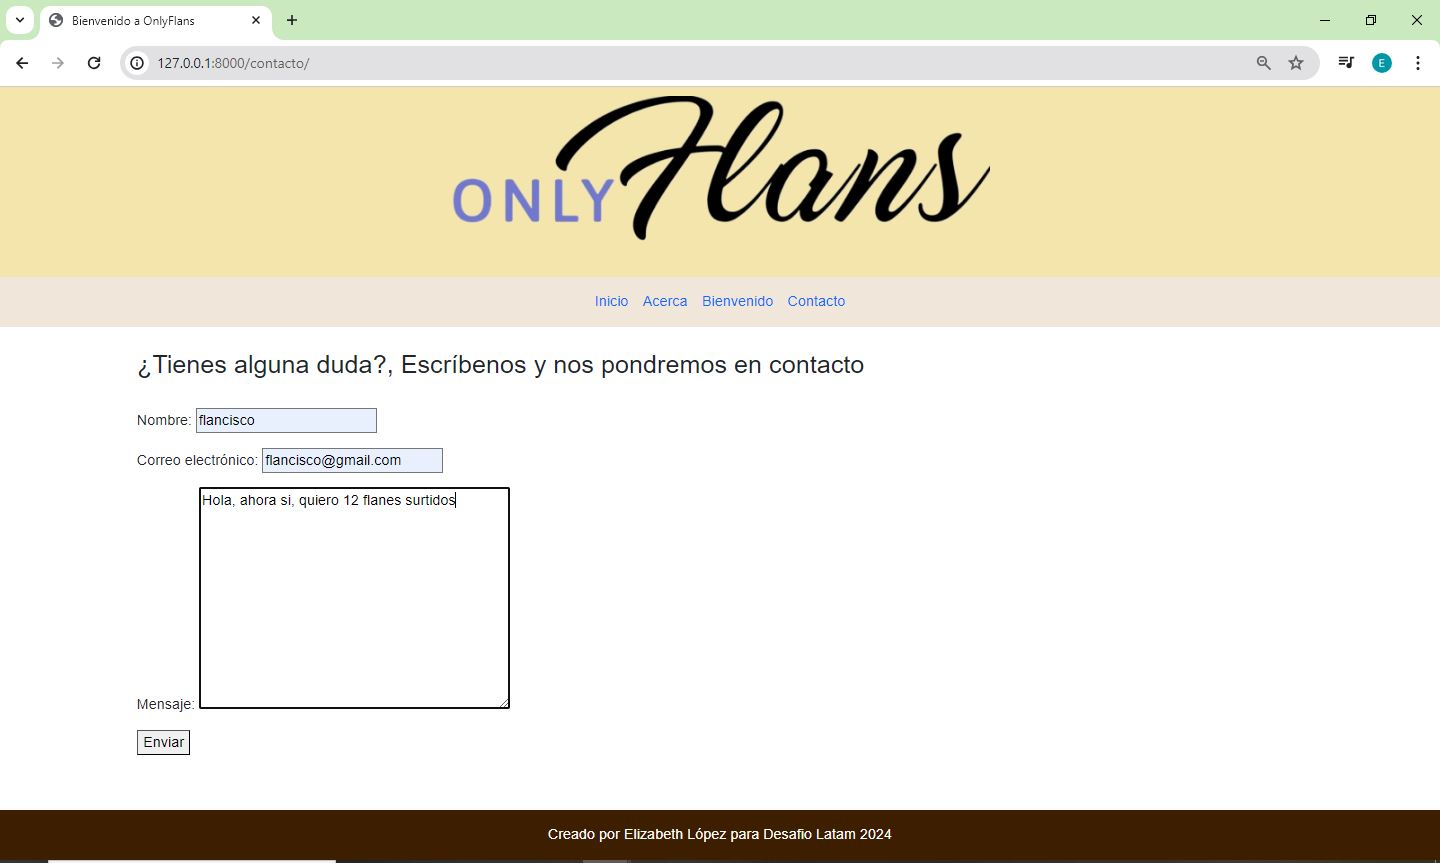 Bienvenido a OnlyFlans
127.0.0.1:8000/contacto/
E
ONLY Flans
Inicio Acerca Bienvenido Contacto
¿Tienes alguna duda?, Escríbenos y nos pondremos en contacto
Nombre: flancisco
Correo electrónico: flancisco@gmail.com
Hola, ahora si, quiero 12 flanes surtidos
Mensaje:
Enviar
Creado por Elizabeth López para Desafio Latam 2024